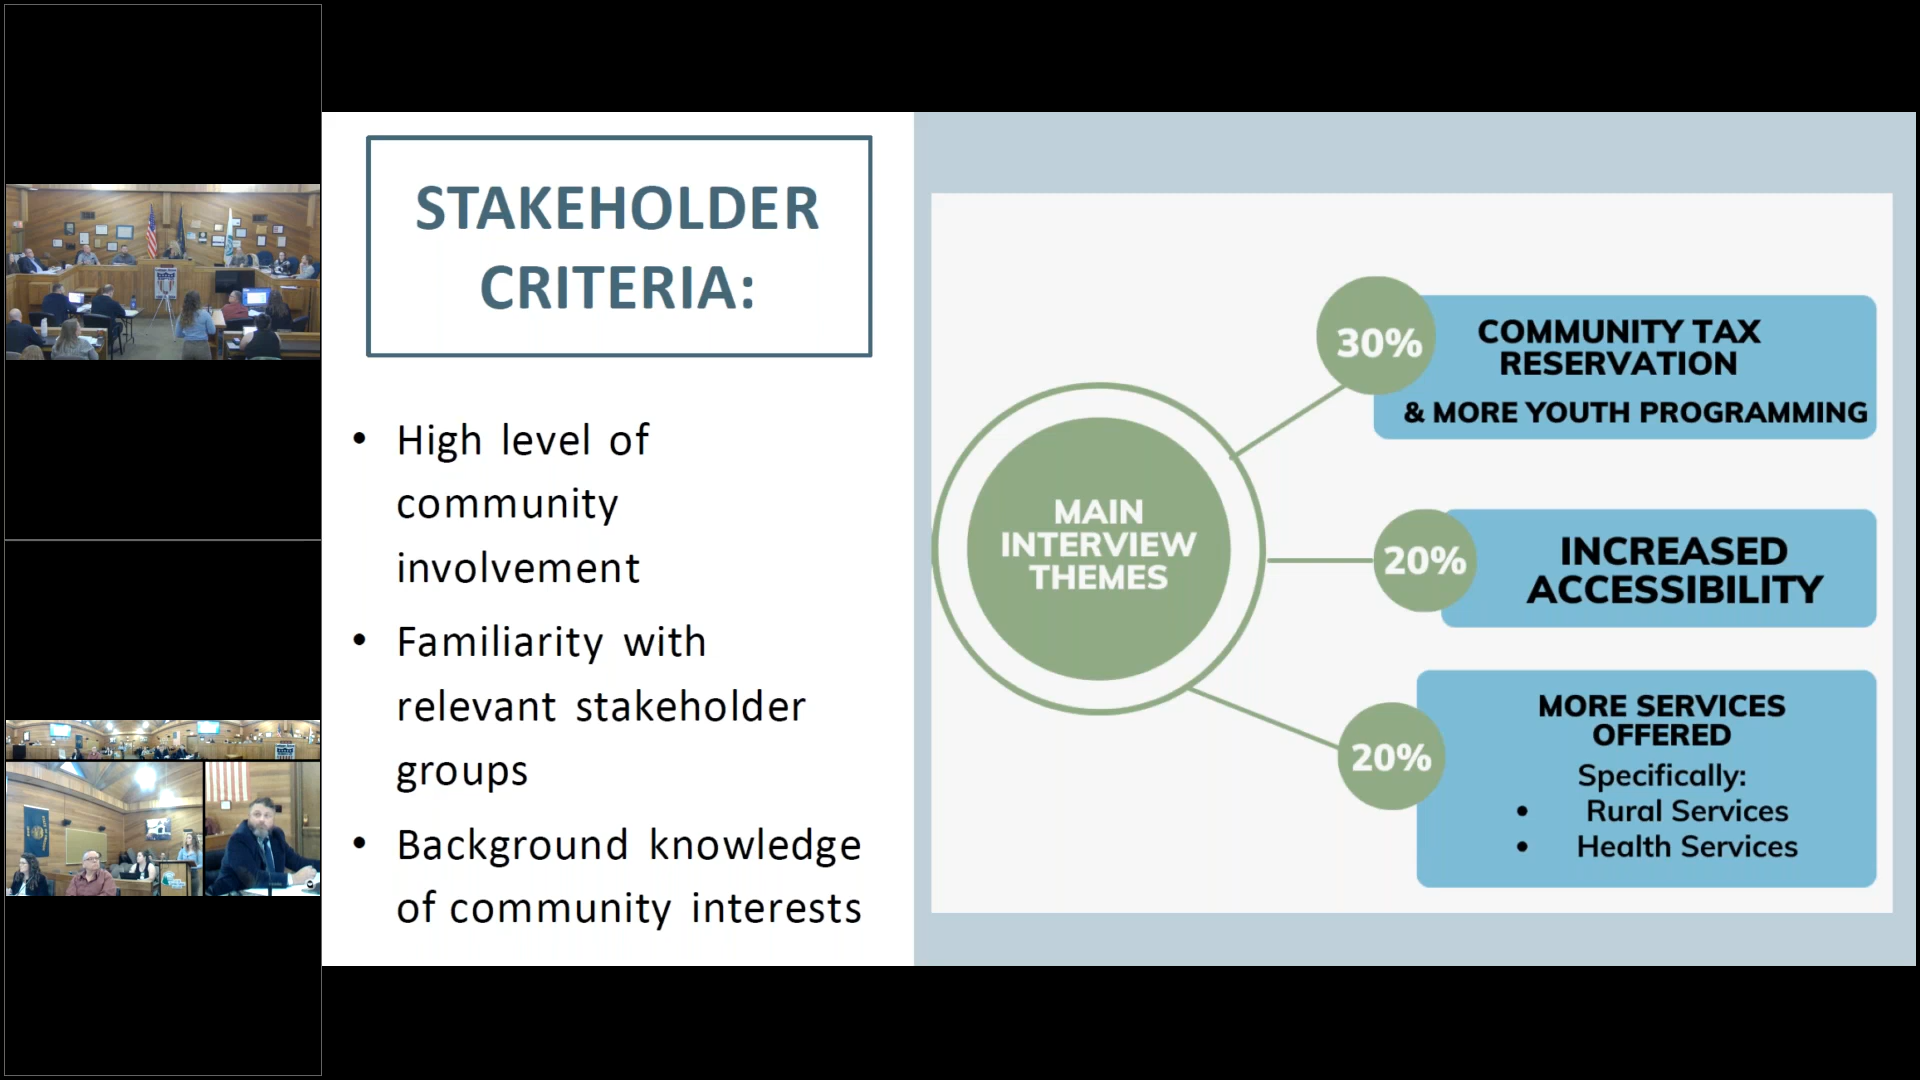 STAKEHOLDER
CRITERIA:
• High level of
community
involvement
• Familiarity with
relevant stakeholder
groups
• Background knowledge
of community interests
MAIN
INTERVIEW
THEMES
30%
COMMUNITY TAX
RESERVATION
& MORE YOUTH PROGRAMMING
20%
INCREASED
ACCESSIBILITY
20%
MORE SERVICES
OFFERED
Specifically:
• Rural Services
• Health Services